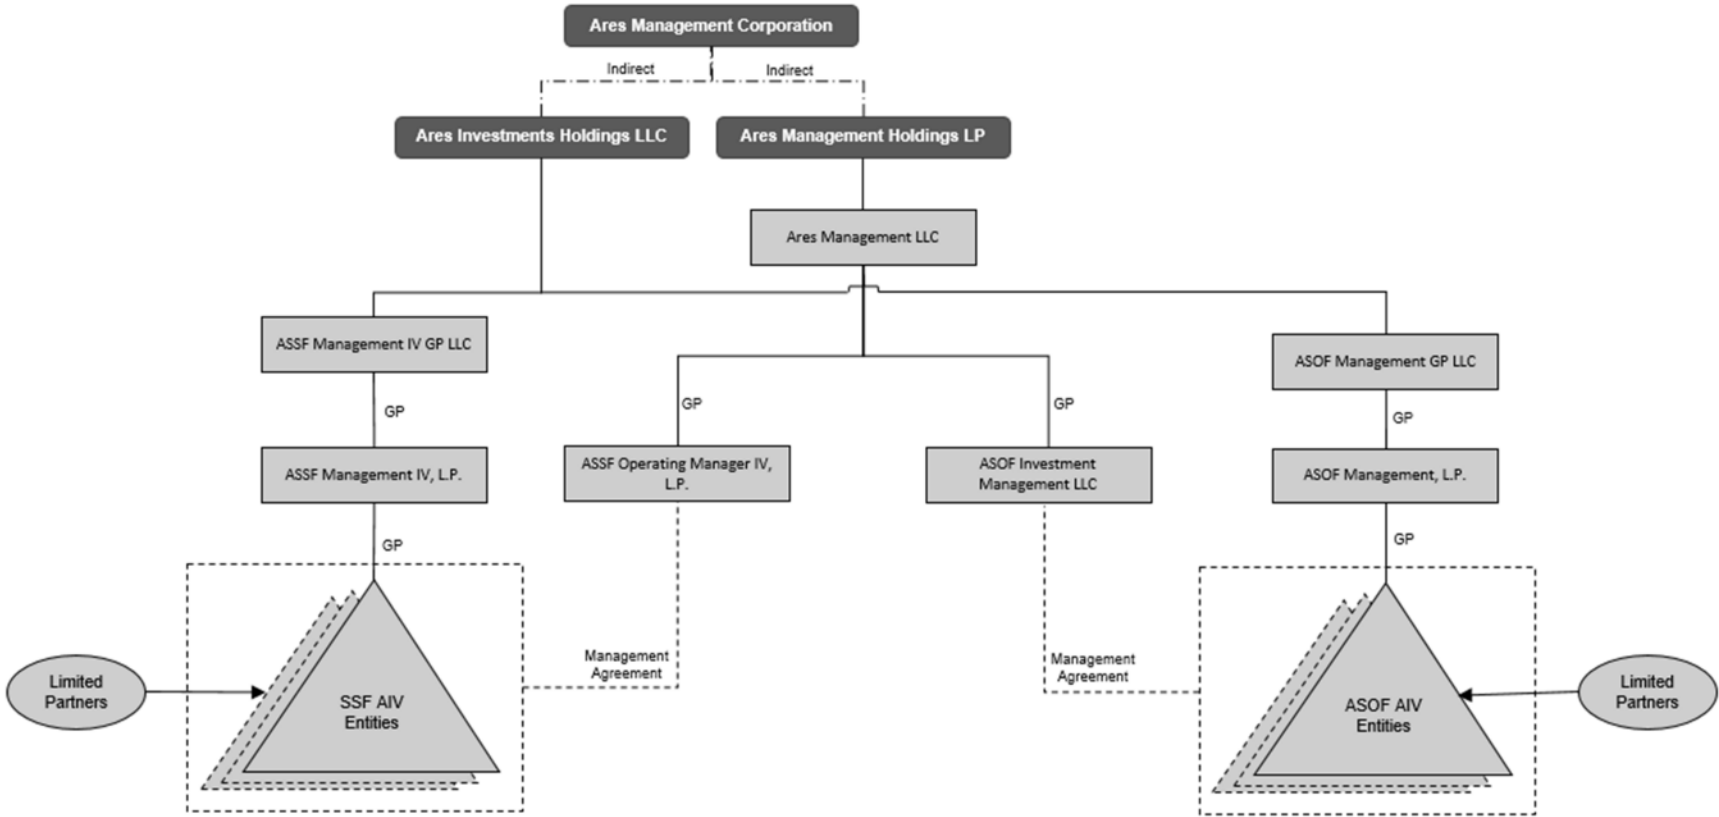 Ares Management Corporation
Indirect
Indirect
Ares Investments Holdings LLC
Ares Management Holdings LP
Ares Management LLC
ASSF Management IV GP LLC
ASOF Management GP LLC
GP
GP
GP
GP
ASSF Management IV, L.P.
ASSF Operating Manager IV,
L.P.
ASOF Investment
Management LLC
ASOF Management, L.P.
GP
GP
Management
Agreement
Management
Agreement
Limited
Partners
SSF AIV
Entities
ASOF AIV
Entities
Limited
Partners